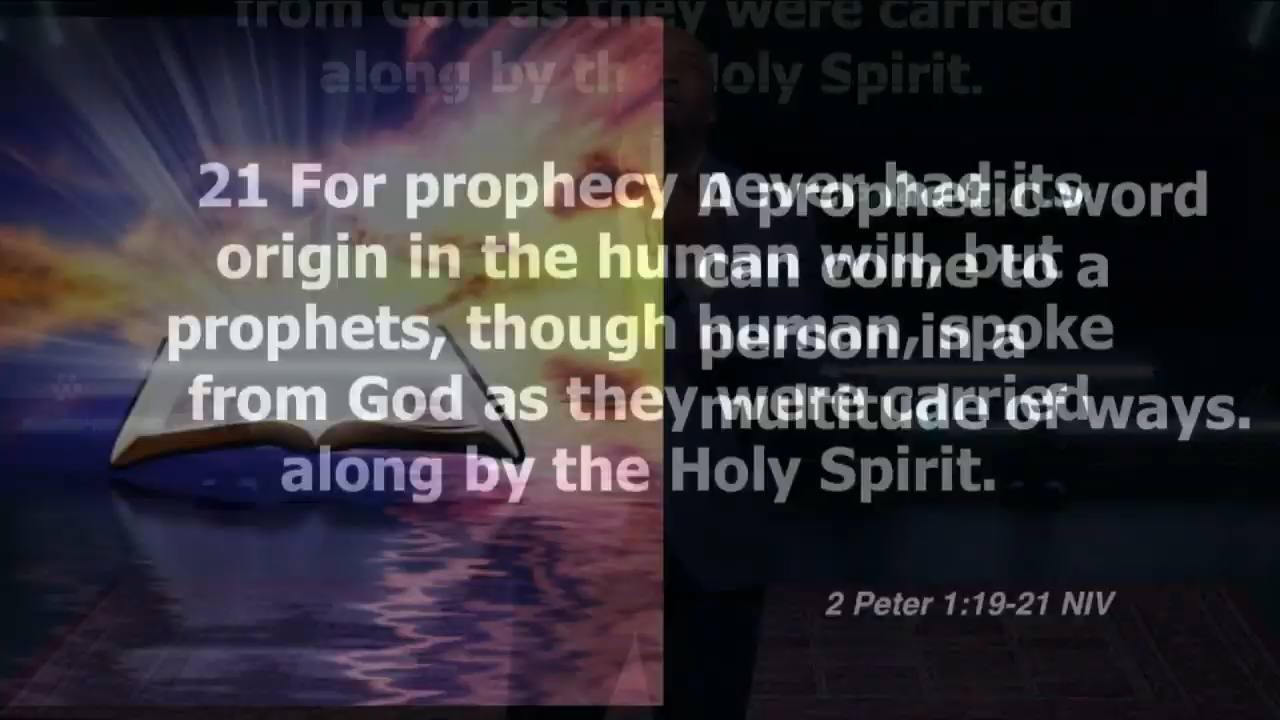 from God as they were carried
along by the Holy Spirit.
21 For prophecy never had its
origin in the human will, but
prophets, though human, spoke
from God as they were carried
along by the Holy Spirit.
A prophetic word
can come to a
person in a
multitude of ways.
2 Peter 1:19-21 NIV